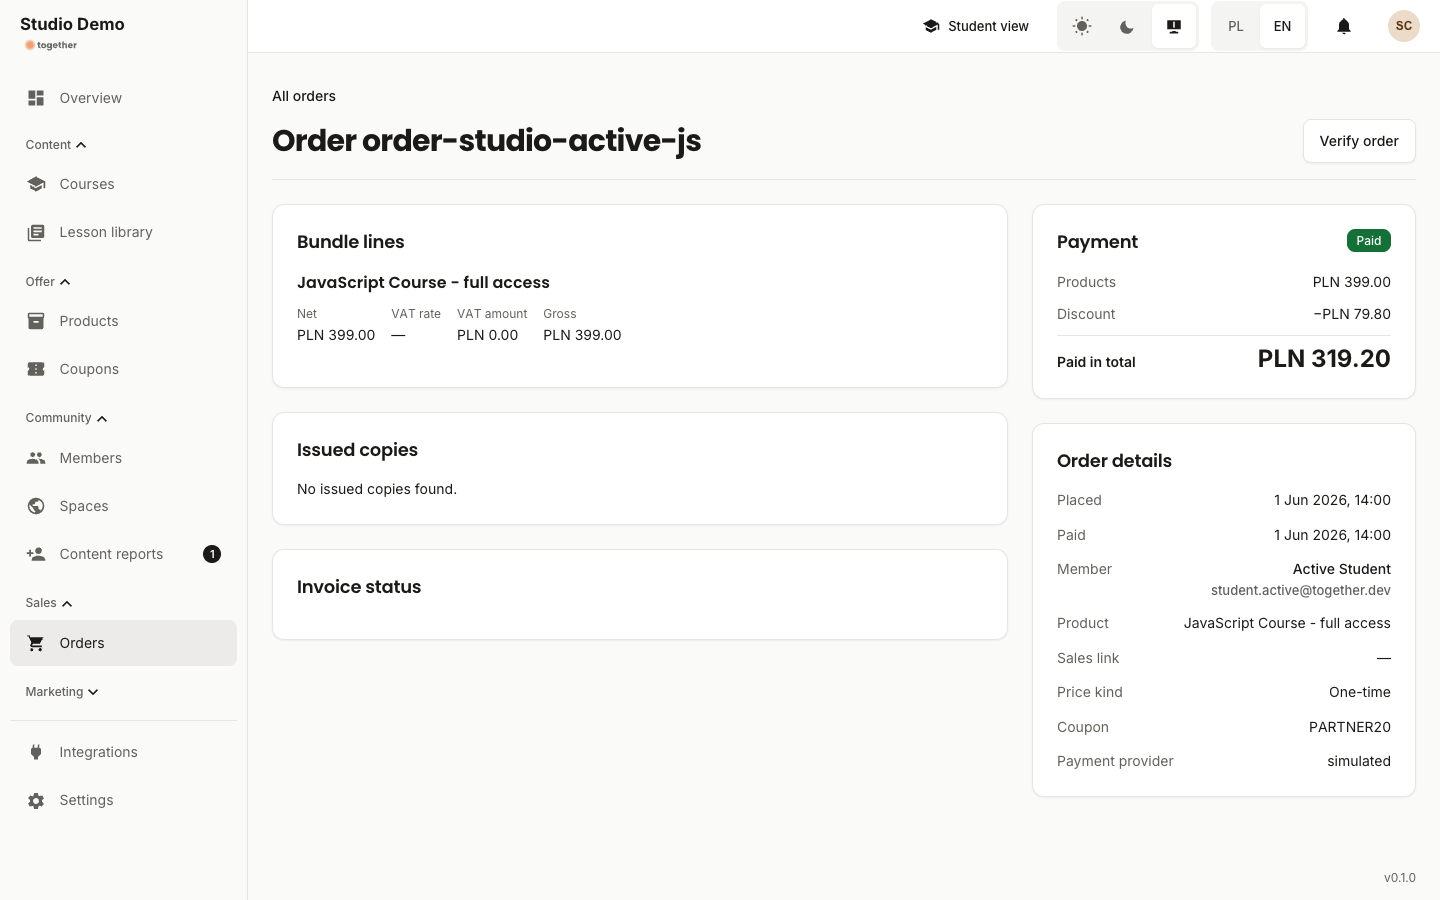 Studio Demo
together
Student view
PL
EN
SC
Overview
Content
Courses
Lesson library
Offer
Products
Coupons
Community
Members
Spaces
Content reports
1
Sales
Orders
Marketing
Integrations
Settings
All orders
Order order-studio-active-js
Verify order
Bundle lines
JavaScript Course - full access
Net VAT rate VAT amount Gross
PLN 399.00 — PLN 0.00 PLN 399.00
Issued copies
No issued copies found.
Invoice status
Payment
Paid
Products PLN 399.00
Discount −PLN 79.80
Paid in total PLN 319.20
Order details
Placed 1 Jun 2026, 14:00
Paid 1 Jun 2026, 14:00
Member Active Student
student.active@together.dev
Product JavaScript Course - full access
Sales link —
Price kind One-time
Coupon PARTNER20
Payment provider simulated
v0.1.0